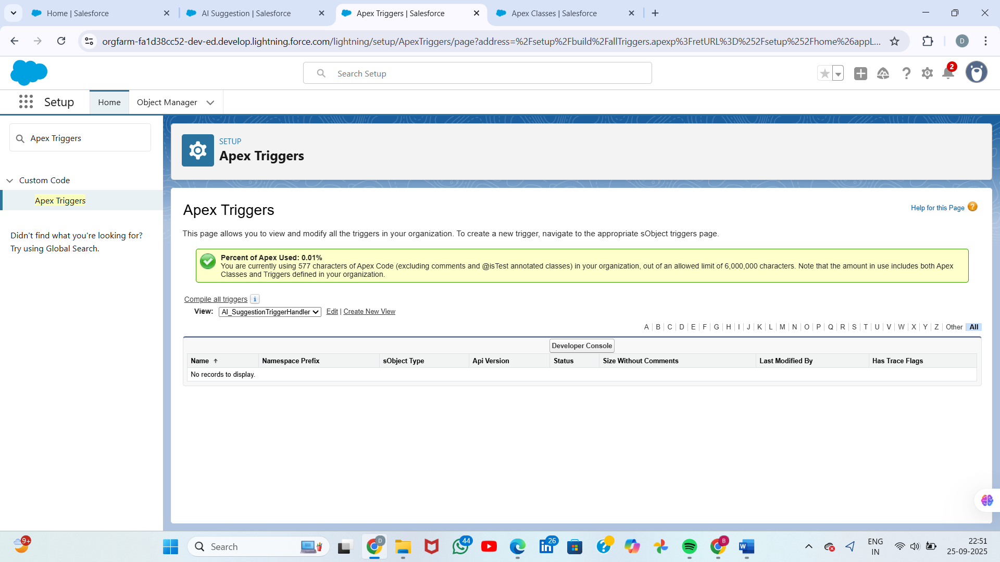 Home | Salesforce
AI Suggestion | Salesforce
Apex Triggers | Salesforce
Apex Classes | Salesforce
orgfarm-fa1d38cc52-dev-ed.develop.lightning.force.com/lightning/setup/ApexTriggers/page?address=%2Fsetup%2Fbuild%2FallTriggers.apexp%3FretURL%3D%252Fsetup%252Fhome%26appL...
D
Search Setup
2
Setup
Home
Object Manager
Apex Triggers
Custom Code
Apex Triggers
Didn't find what you're looking for?
Try using Global Search.
SETUP
Apex Triggers
Apex Triggers
Help for this Page
This page allows you to view and modify all the triggers in your organization. To create a new trigger, navigate to the appropriate sObject triggers page.
Percent of Apex Used: 0.01%
You are currently using 577 characters of Apex Code (excluding comments and @isTest annotated classes) in your organization, out of an allowed limit of 6,000,000 characters. Note that the amount in use includes both Apex
Classes and Triggers defined in your organization.
Compile all triggers i
View: AI_SuggestionTriggerHandler Edit | Create New View
A | B | C | D | E | F | G | H | I | J | K | L | M | N | O | P | Q | R | S | T | U | V | W | X | Y | Z | Other | All
Developer Console
Name Namespace Prefix sObject Type Api Version Status Size Without Comments Last Modified By Has Trace Flags
No records to display.
9+
Search
D
44
26
B
W
ENG
IN
22:51
25-09-2025